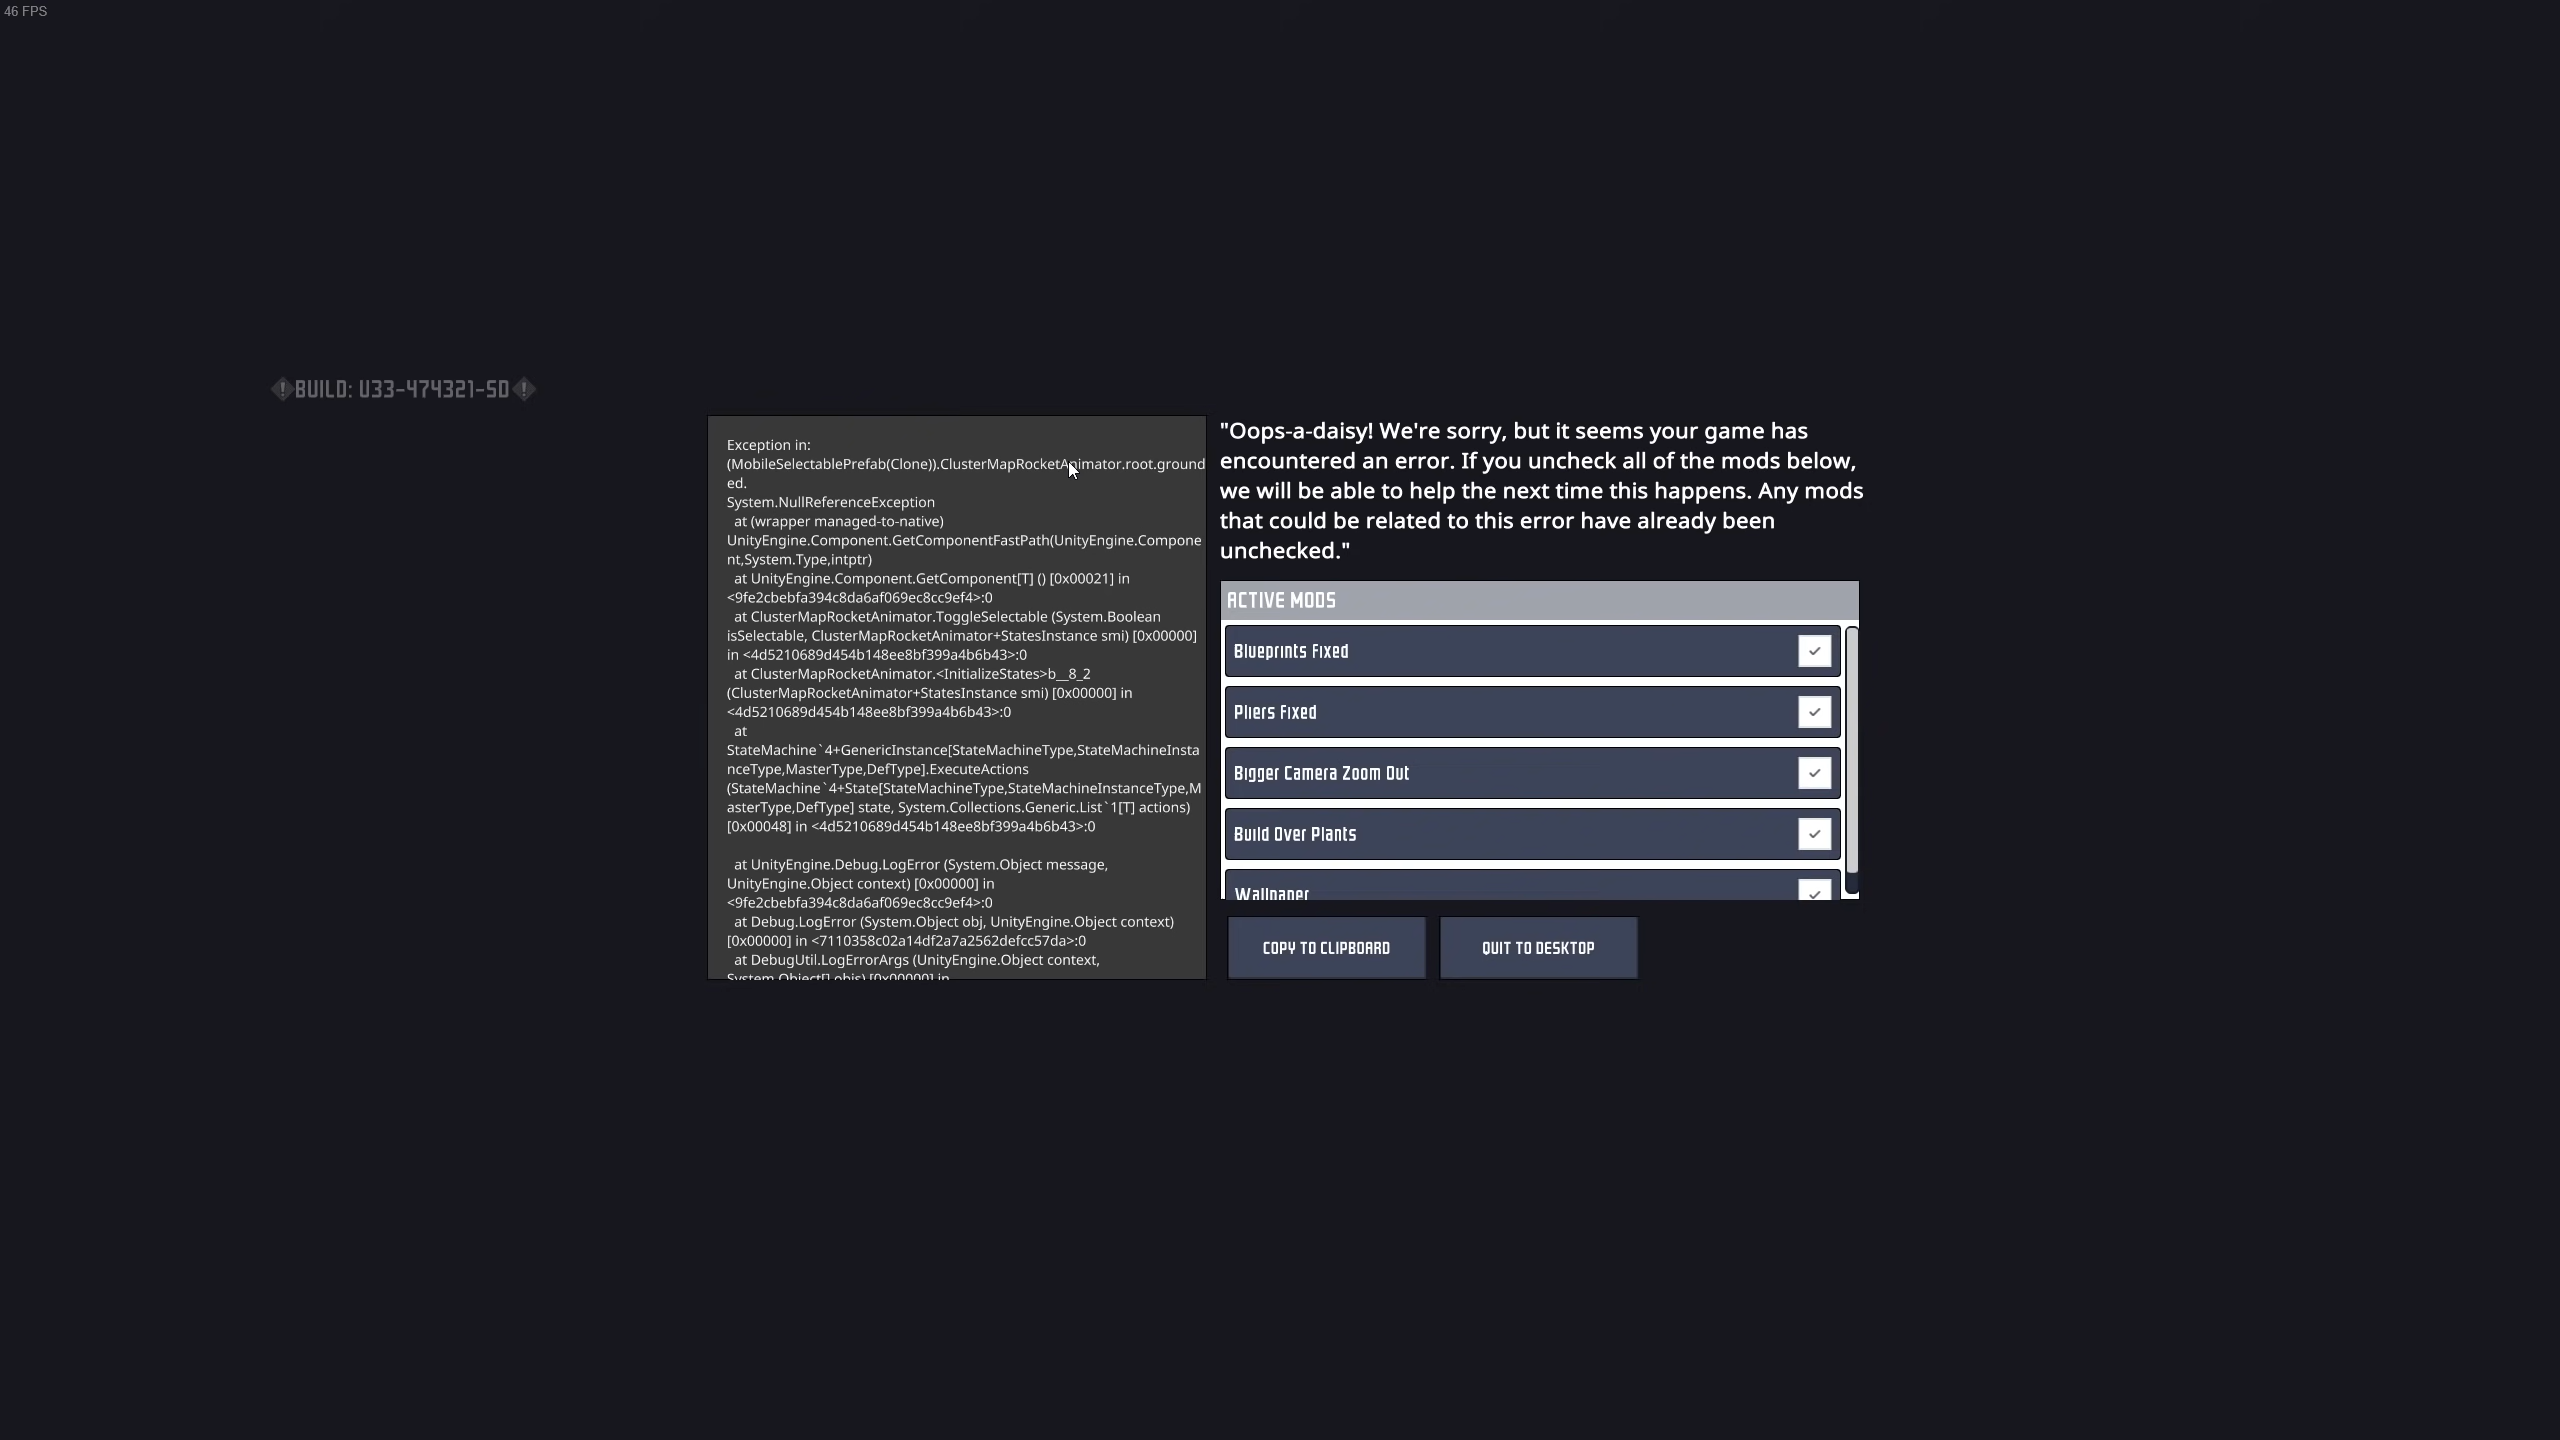 46 FPS
BUILD: U33-474321-SD
Exception in:
(MobileSelectablePrefab(Clone)).ClusterMapRocketAnimator.root.ground
ed.
System.NullReferenceException
at (wrapper managed-to-native)
UnityEngine.Component.GetComponentFastPath(UnityEngine.Compone
nt,System.Type,intptr)
at UnityEngine.Component.GetComponent[T] () [0x00021] in
<9fe2cbebfa394c8da6af069ec8cc9ef4>:0
at ClusterMapRocketAnimator.ToggleSelectable (System.Boolean
isSelectable, ClusterMapRocketAnimator+StatesInstance smi) [0x00000]
in <4d5210689d454b148ee8bf399a4b6b43>:0
at ClusterMapRocketAnimator.<InitializeStates>b__8_2
(ClusterMapRocketAnimator+StatesInstance smi) [0x00000] in
<4d5210689d454b148ee8bf399a4b6b43>:0
at
StateMachine`4+GenericInstance[StateMachineType,StateMachineInsta
nceType,MasterType,DefType].ExecuteActions
(StateMachine`4+State[StateMachineType,StateMachineInstanceType,M
asterType,DefType] state, System.Collections.Generic.List`1[T] actions)
[0x00048] in <4d5210689d454b148ee8bf399a4b6b43>:0
at UnityEngine.Debug.LogError (System.Object message,
UnityEngine.Object context) [0x00000] in
<9fe2cbebfa394c8da6af069ec8cc9ef4>:0
at Debug.LogError (System.Object obj, UnityEngine.Object context)
[0x00000] in <7110358c02a14df2a7a2562defcc57da>:0
at DebugUtil.LogErrorArgs (UnityEngine.Object context,
System.Object[] objs) [0x00000] in
"Oops-a-daisy! We're sorry, but it seems your game has
encountered an error. If you uncheck all of the mods below,
we will be able to help the next time this happens. Any mods
that could be related to this error have already been
unchecked."
ACTIVE MODS
Blueprints Fixed
Pliers Fixed
Bigger Camera Zoom Out
Build Over Plants
Wallpaper
COPY TO CLIPBOARD
QUIT TO DESKTOP